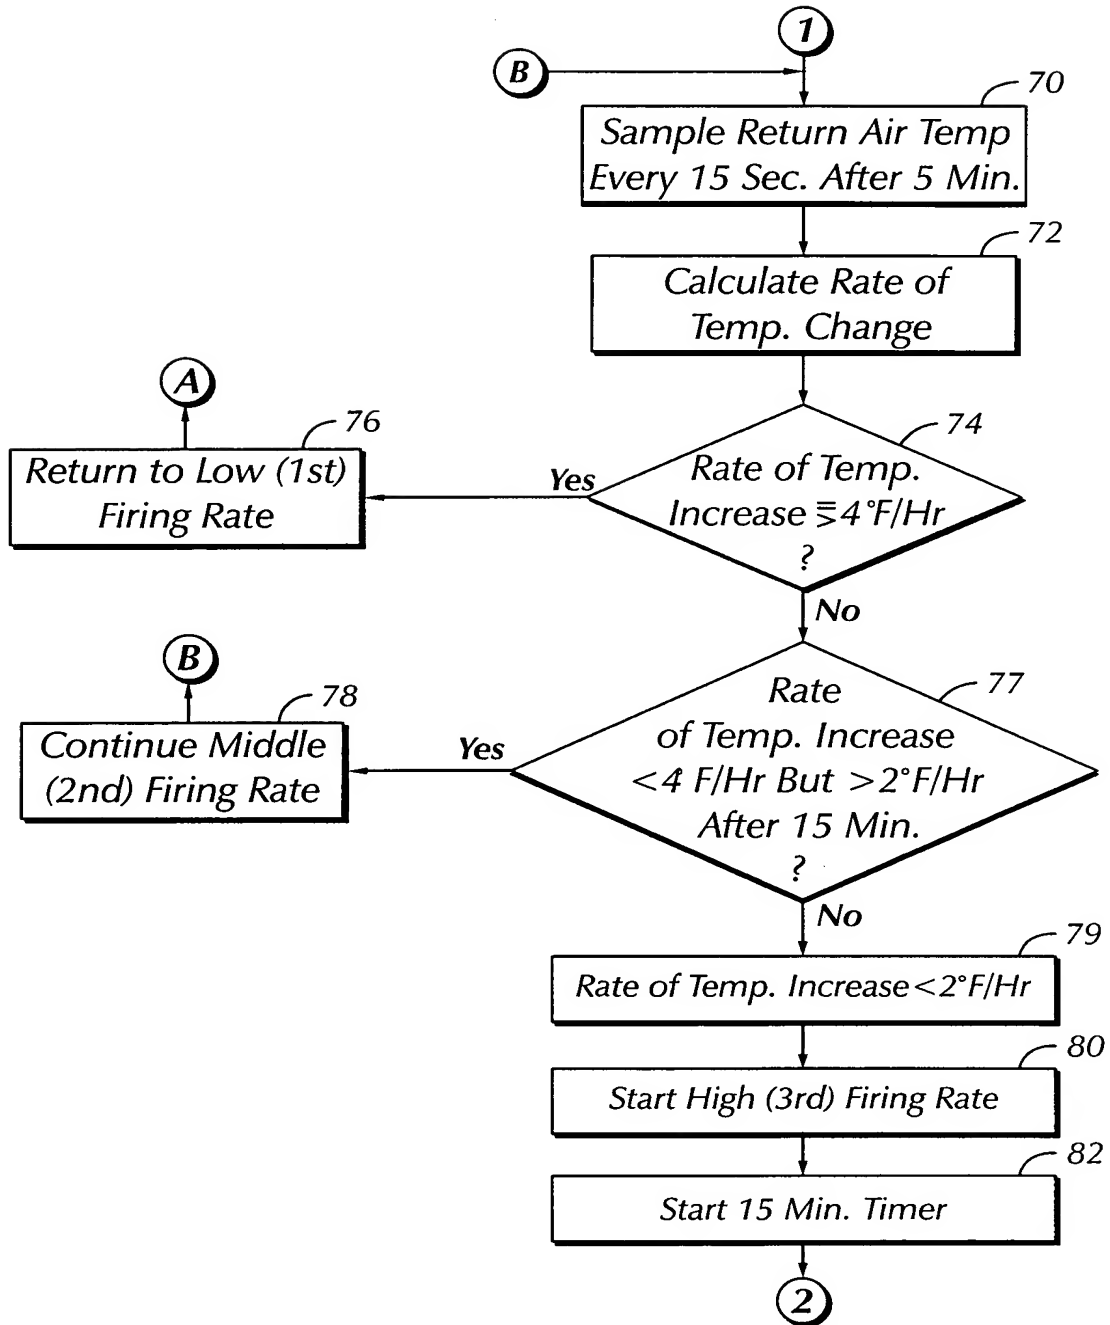 1
B
70
Sample Return Air Temp
Every 15 Sec. After 5 Min.
72
Calculate Rate of
Temp. Change
A
76
Return to Low (1st)
Firing Rate
Yes
74
Rate of Temp.
Increase ⋝4°F/Hr
?
No
B
78
Continue Middle
(2nd) Firing Rate
Yes
77
Rate
of Temp. Increase
<4° F/Hr But >2°F/Hr
After 15 Min.
?
No
79
Rate of Temp. Increase<2°F/Hr
80
Start High (3rd) Firing Rate
82
Start 15 Min. Timer
2